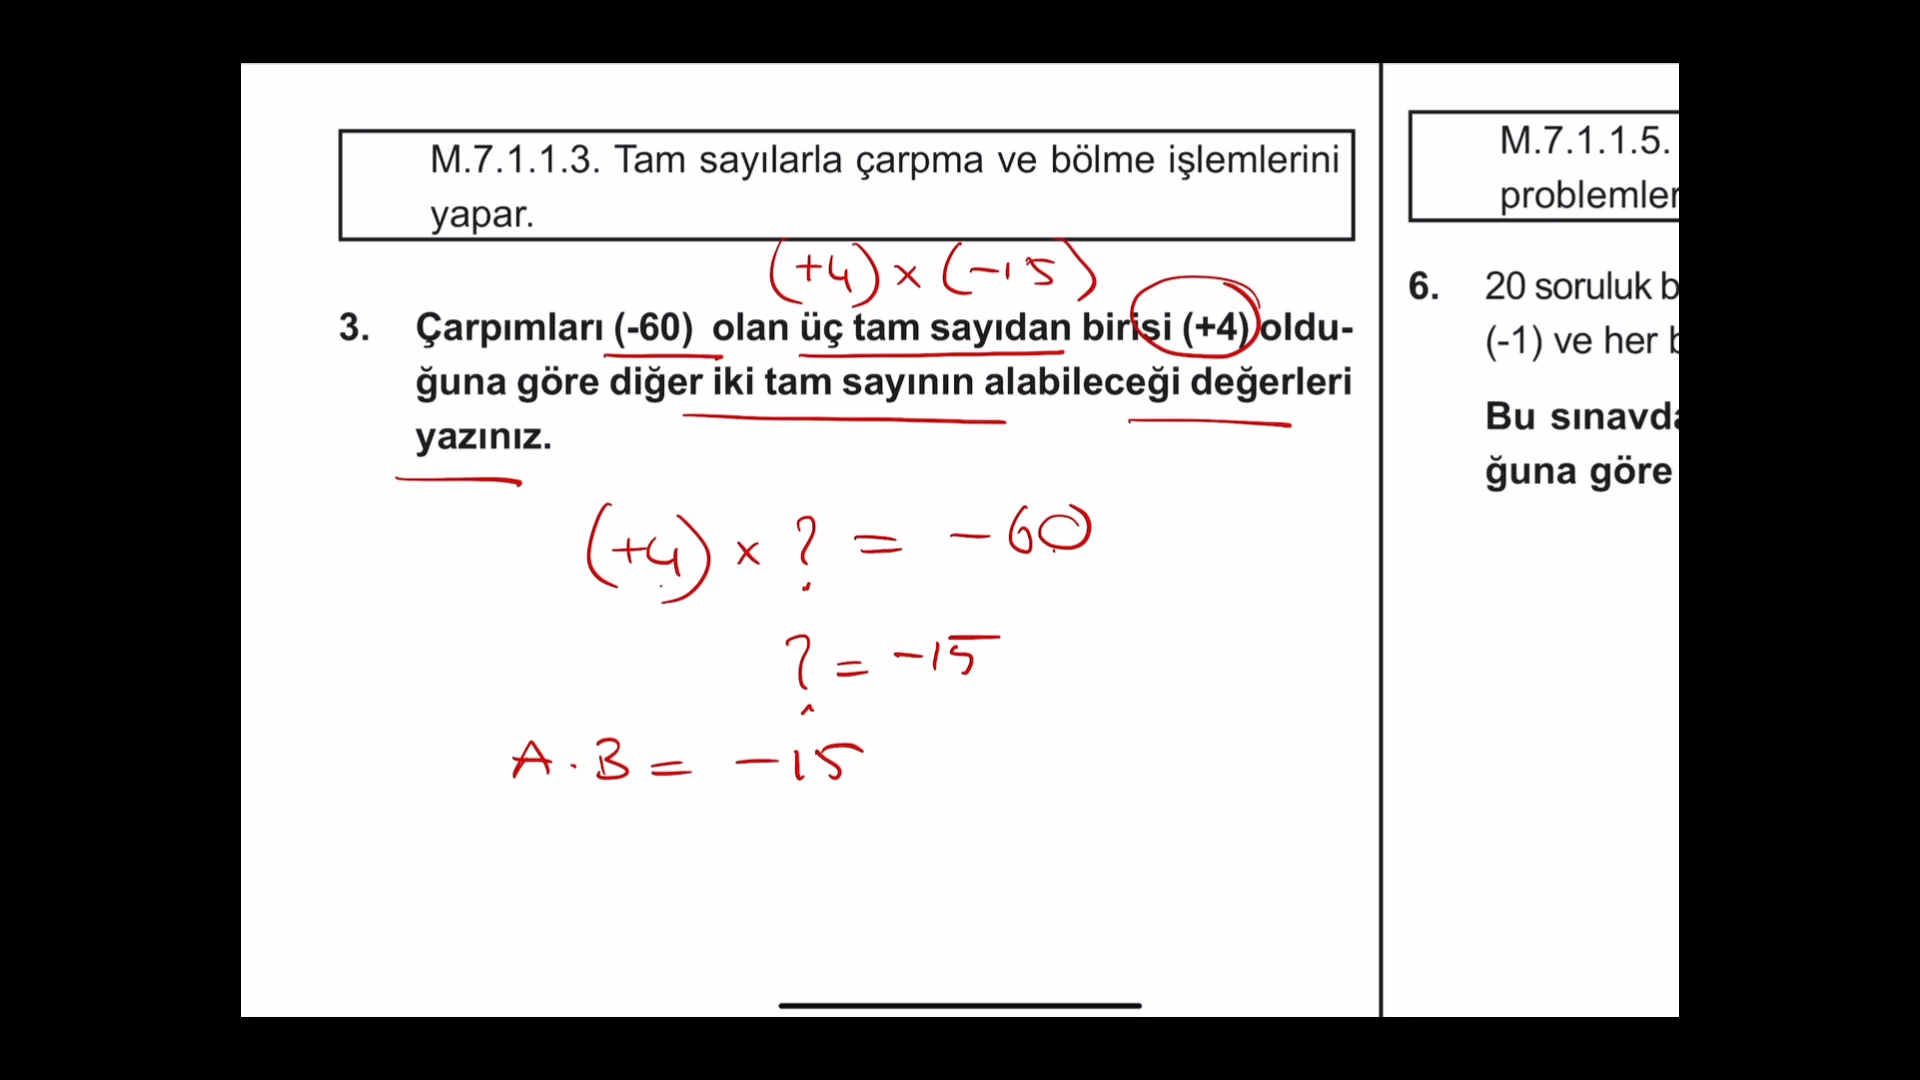 M.7.1.1.3. Tam sayılarla çarpma ve bölme işlemlerini
yapar.
(+4) x (-15)
3. Çarpımları (-60) olan üç tam sayıdan birisi (+4) oldu-
ğuna göre diğer iki tam sayının alabileceği değerleri
yazınız.
(+4) x ? = -60
? = -15
A . B = -15
M.7.1.1.5.
problemler
6. 20 soruluk b
(-1) ve her b
Bu sınavda
ğuna göre